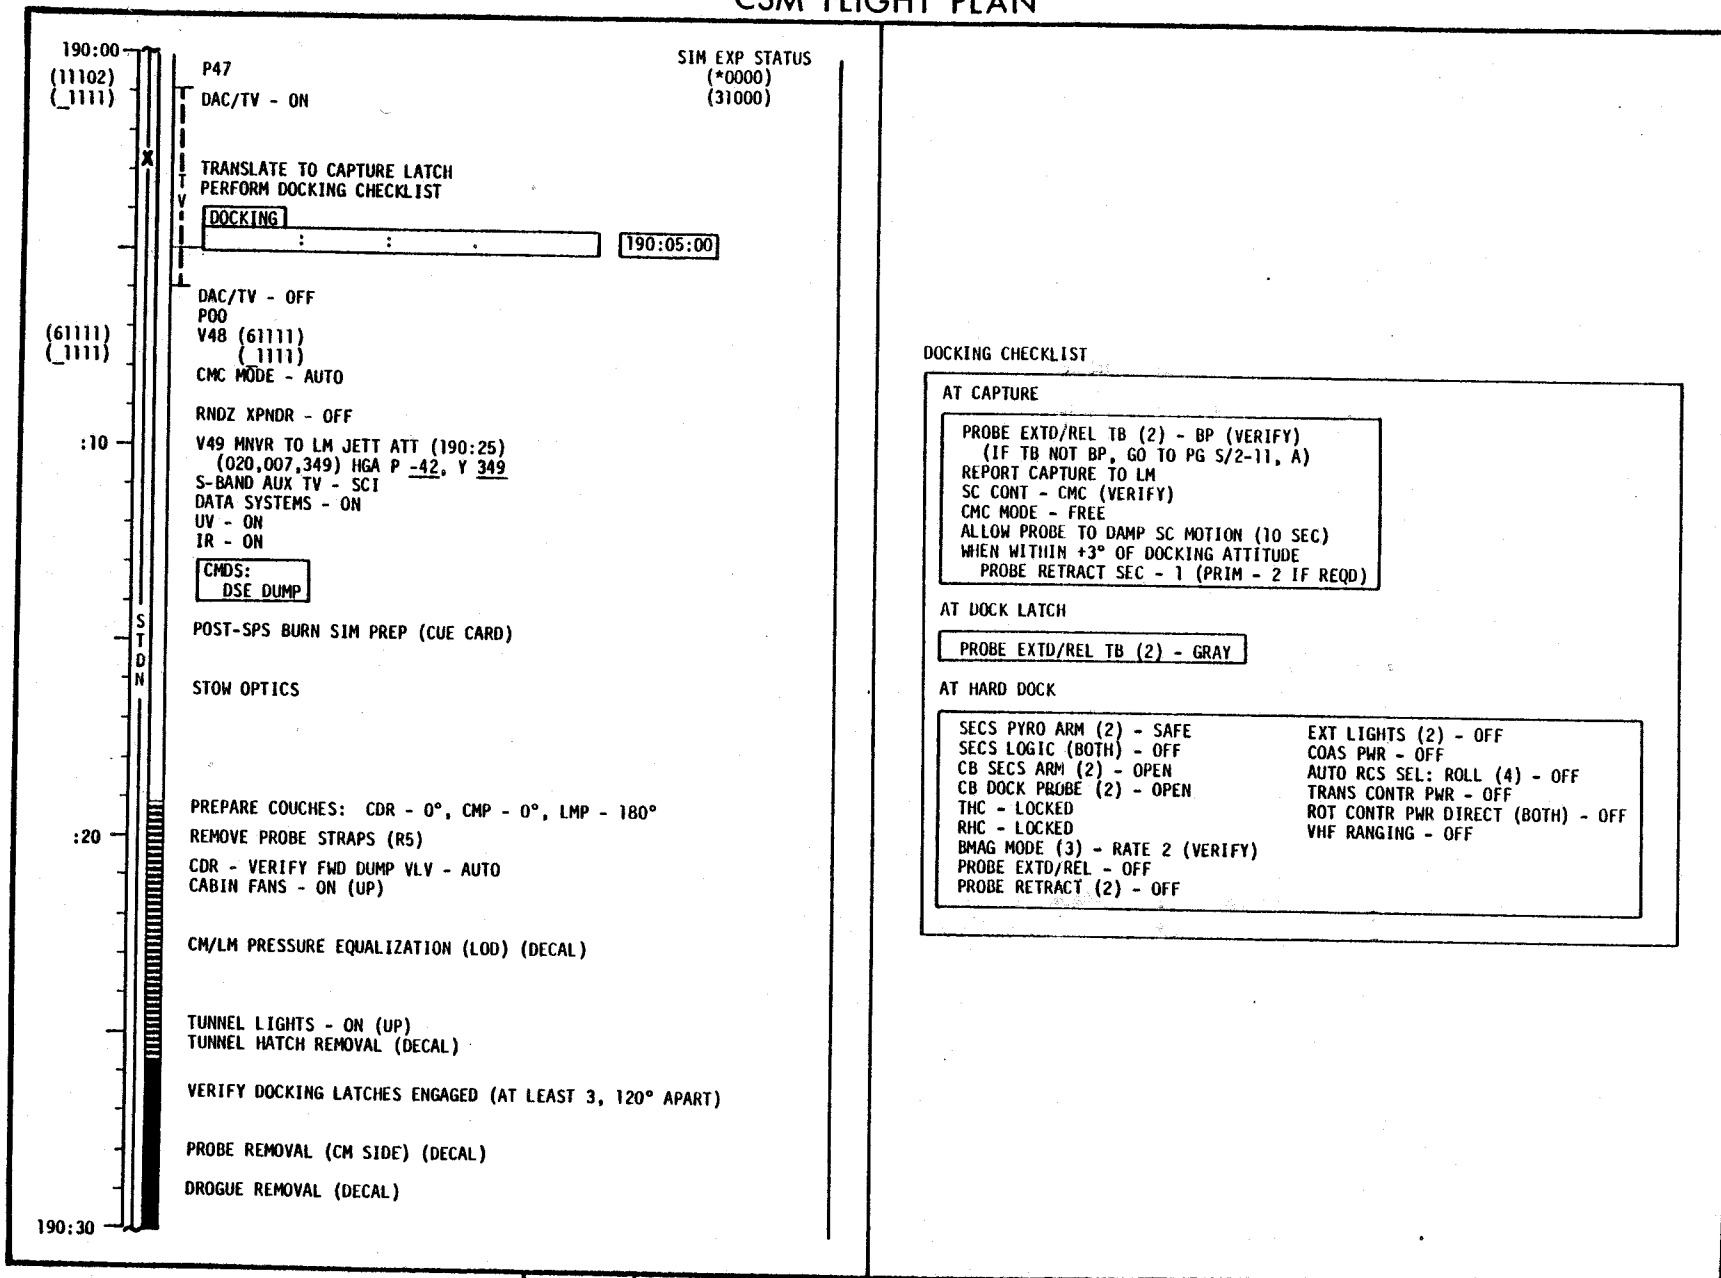 CSM FLIGHT PLAN
190:00
(11102)
(_1111)
P47
DAC/TV - ON
SIM EXP STATUS
(*0000)
(31000)
X
TV
TRANSLATE TO CAPTURE LATCH
PERFORM DOCKING CHECKLIST
DOCKING
: : .
190:05:00
DAC/TV - OFF
P00
(61111)
(_1111)
V48 (61111)
(_1111)
CMC MODE - AUTO
RNDZ XPNDR - OFF
:10
V49 MNVR TO LM JETT ATT (190:25)
(020,007,349) HGA P -42, Y 349
S-BAND AUX TV - SCI
DATA SYSTEMS - ON
UV - ON
IR - ON
CMDS:
DSE DUMP
STDN
POST-SPS BURN SIM PREP (CUE CARD)
STOW OPTICS
PREPARE COUCHES: CDR - 0°, CMP - 0°, LMP - 180°
:20
REMOVE PROBE STRAPS (R5)
CDR - VERIFY FWD DUMP VLV - AUTO
CABIN FANS - ON (UP)
CM/LM PRESSURE EQUALIZATION (LOD) (DECAL)
TUNNEL LIGHTS - ON (UP)
TUNNEL HATCH REMOVAL (DECAL)
VERIFY DOCKING LATCHES ENGAGED (AT LEAST 3, 120° APART)
PROBE REMOVAL (CM SIDE) (DECAL)
DROGUE REMOVAL (DECAL)
190:30
DOCKING CHECKLIST
AT CAPTURE
PROBE EXTD/REL TB (2) - BP (VERIFY)
(IF TB NOT BP, GO TO PG S/2-11, A)
REPORT CAPTURE TO LM
SC CONT - CMC (VERIFY)
CMC MODE - FREE
ALLOW PROBE TO DAMP SC MOTION (10 SEC)
WHEN WITHIN +3° OF DOCKING ATTITUDE
PROBE RETRACT SEC - 1 (PRIM - 2 IF REQD)
AT DOCK LATCH
PROBE EXTD/REL TB (2) - GRAY
AT HARD DOCK
SECS PYRO ARM (2) - SAFE
SECS LOGIC (BOTH) - OFF
CB SECS ARM (2) - OPEN
CB DOCK PROBE (2) - OPEN
THC - LOCKED
RHC - LOCKED
BMAG MODE (3) - RATE 2 (VERIFY)
PROBE EXTD/REL - OFF
PROBE RETRACT (2) - OFF
EXT LIGHTS (2) - OFF
COAS PWR - OFF
AUTO RCS SEL: ROLL (4) - OFF
TRANS CONTR PWR - OFF
ROT CONTR PWR DIRECT (BOTH) - OFF
VHF RANGING - OFF